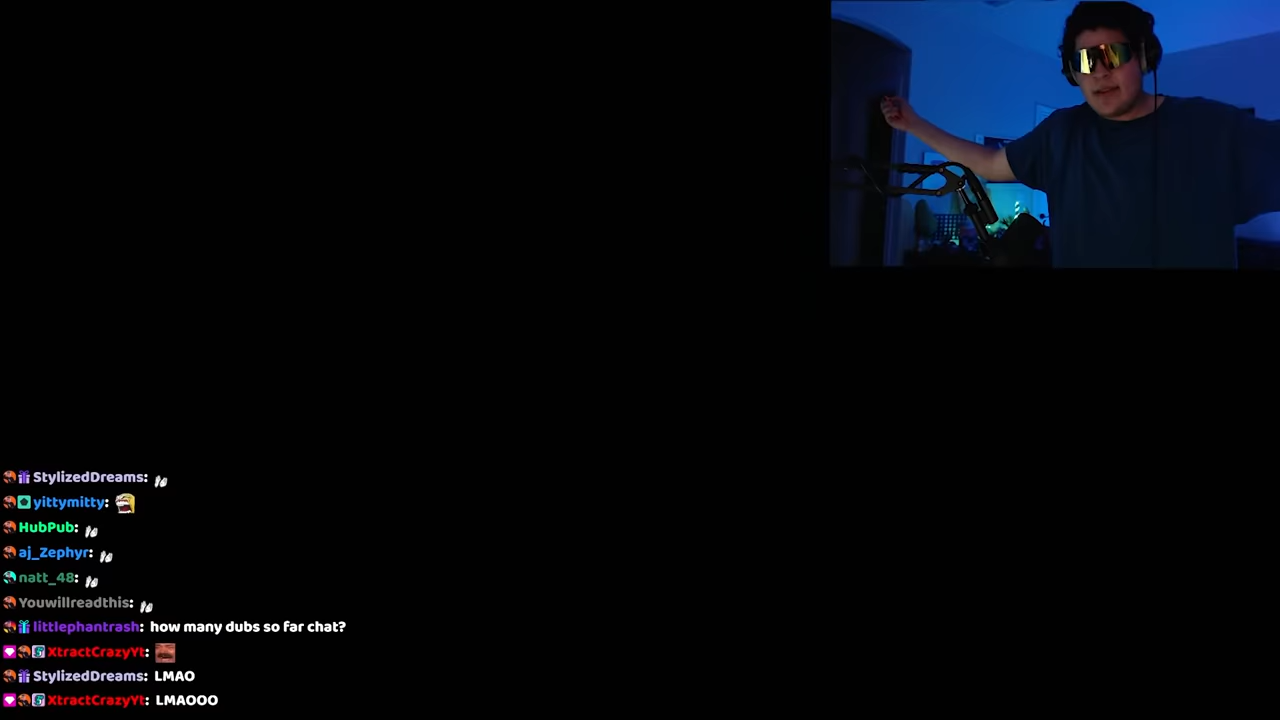 StylizedDreams:
yittymitty:
HubPub:
aj_Zephyr:
natt_48:
Youwillreadthis:
littlephantrash: how many dubs so far chat?
XtractCrazyYt:
StylizedDreams: LMAO
XtractCrazyYt: LMAOOO